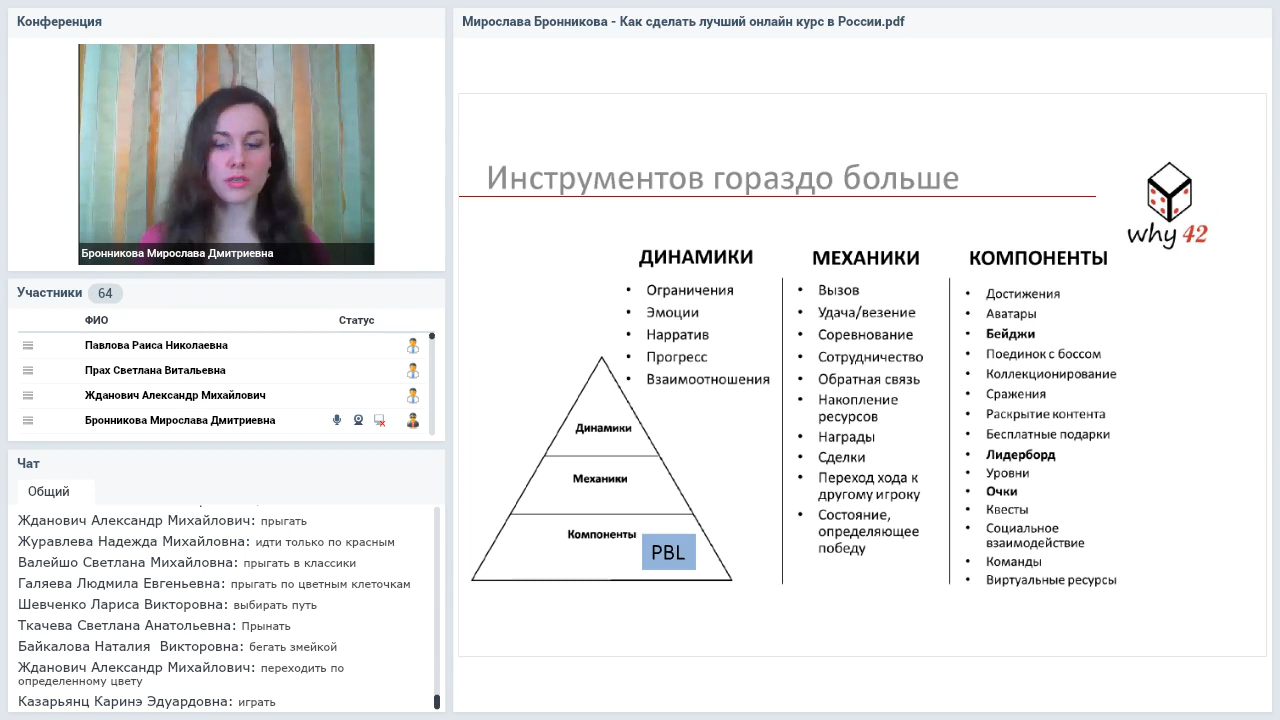 Конференция
Бронникова Мирослава Дмитриевна
Участники 64
ФИО Статус
Павлова Раиса Николаевна
Прах Светлана Витальевна
Жданович Александр Михайлович
Бронникова Мирослава Дмитриевна
Чат
Общий
Жданович Александр Михайлович: прыгать
Журавлева Надежда Михайловна: идти только по красным
Валейшо Светлана Михайловна: прыгать в классики
Галяева Людмила Евгеньевна: прыгать по цветным клеточкам
Шевченко Лариса Викторовна: выбирать путь
Ткачева Светлана Анатольевна: Прынать
Байкалова Наталия Викторовна: бегать змейкой
Жданович Александр Михайлович: переходить по
определенному цвету
Казарьянц Каринэ Эдуардовна: играть
Мирослава Бронникова - Как сделать лучший онлайн курс в России.pdf
Инструментов гораздо больше
why 42
Динамики
Механики
Компоненты
PBL
ДИНАМИКИ
• Ограничения
• Эмоции
• Нарратив
• Прогресс
• Взаимоотношения
МЕХАНИКИ
• Вызов
• Удача/везение
• Соревнование
• Сотрудничество
• Обратная связь
• Накопление
ресурсов
• Награды
• Сделки
• Переход хода к
другому игроку
• Состояние,
определяющее
победу
КОМПОНЕНТЫ
• Достижения
• Аватары
• Бейджи
• Поединок с боссом
• Коллекционирование
• Сражения
• Раскрытие контента
• Бесплатные подарки
• Лидерборд
• Уровни
• Очки
• Квесты
• Социальное
взаимодействие
• Команды
• Виртуальные ресурсы